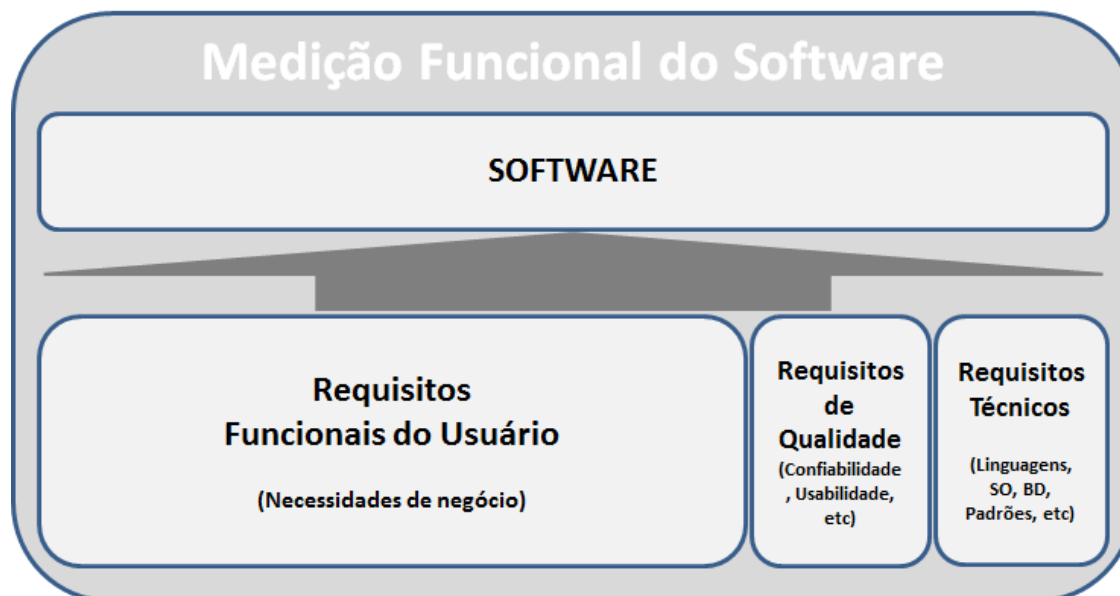 Medição Funcional do Software
SOFTWARE
Requisitos
Funcionais do Usuário
(Necessidades de negócio)
Requisitos
de
Qualidade
(Confiabilidade
, Usabilidade,
etc)
Requisitos
Técnicos
(Linguagens,
SO, BD,
Padrões, etc)